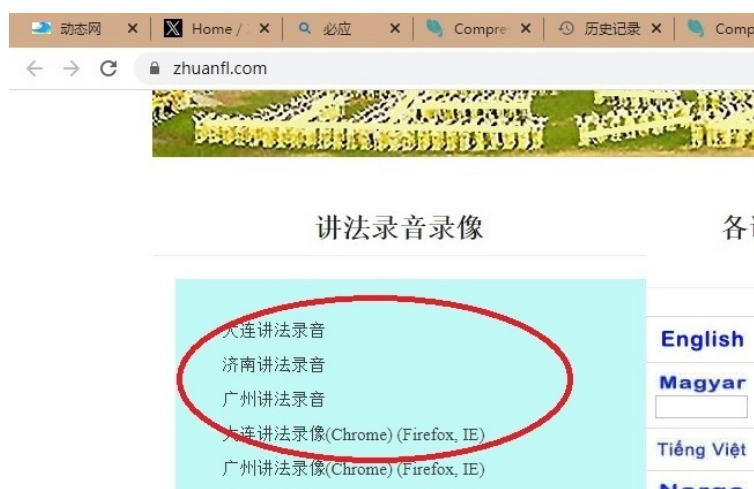 动态网 Home / 必应 Compre 历史记录 Comp
zhuanfl.com
讲法录音录像
各
大连讲法录音
济南讲法录音
广州讲法录音
大连讲法录像(Chrome) (Firefox, IE)
广州讲法录像(Chrome) (Firefox, IE)
English
Magyar
Tiếng Việt